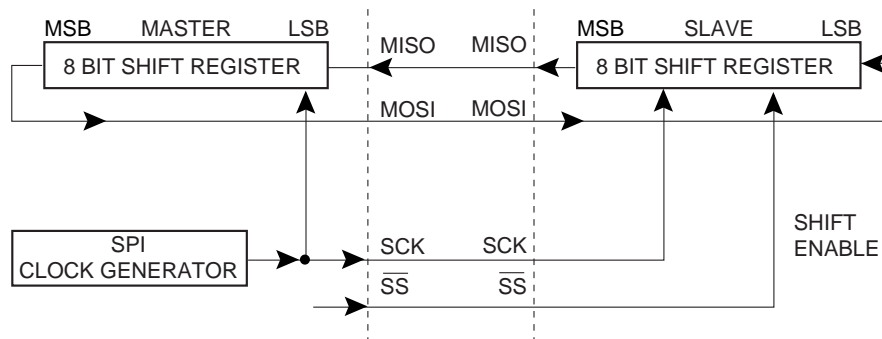 MSB MASTER LSB
8 BIT SHIFT REGISTER
MISO MISO
MSB SLAVE LSB
8 BIT SHIFT REGISTER
MOSI MOSI
SPI
CLOCK GENERATOR
SCK SCK
SS SS
SHIFT
ENABLE